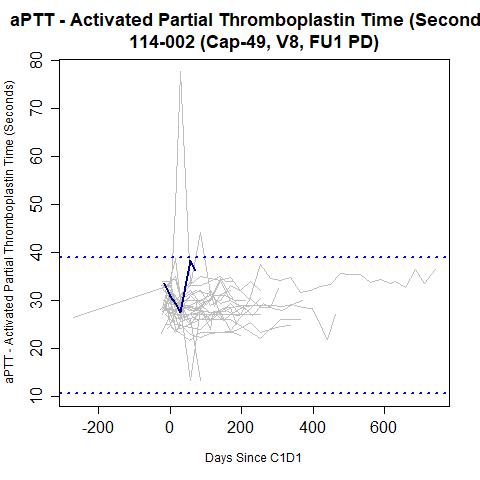 aPTT - Activated Partial Thromboplastin Time (Second
114-002 (Cap-49, V8, FU1 PD)
aPTT - Activated Partial Thromboplastin Time (Seconds)
80
70
60
50
40
30
20
10
-200 0 200 400 600
Days Since C1D1